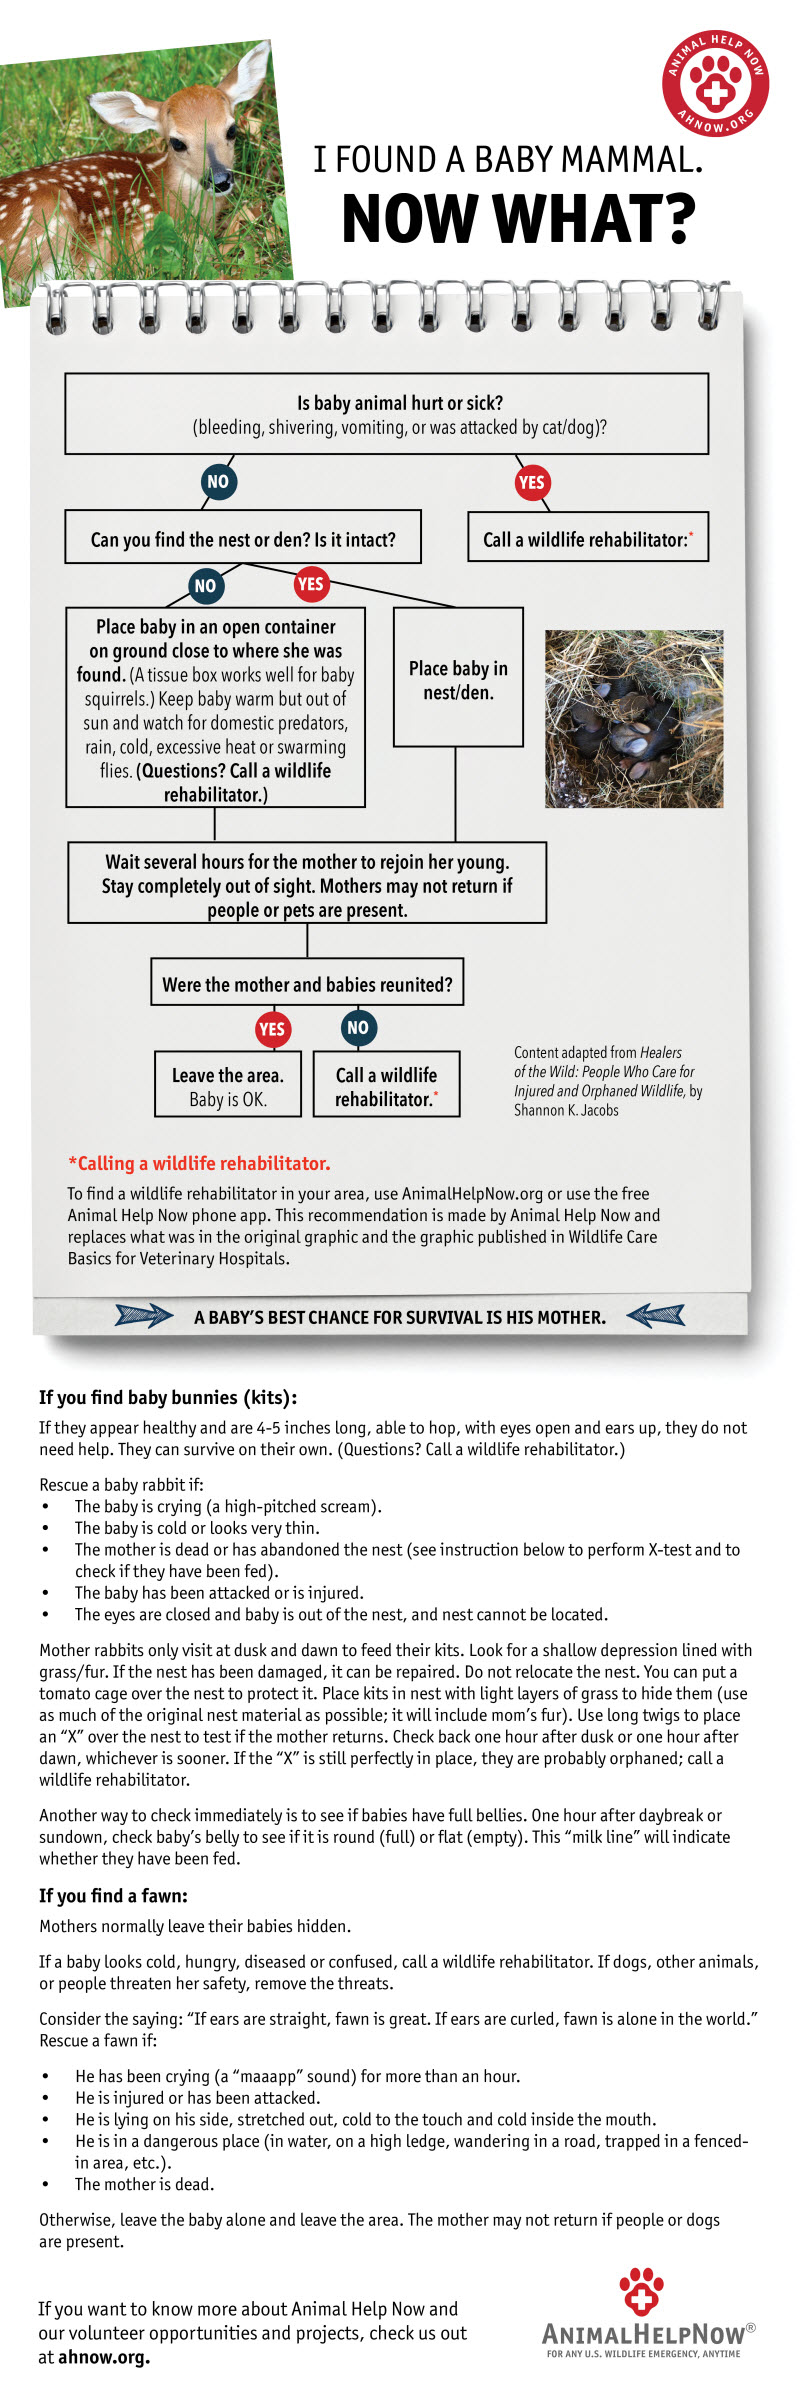 ANIMAL HELP NOW
AHNOW.ORG
I FOUND A BABY MAMMAL.
NOW WHAT?
Is baby animal hurt or sick?
(bleeding, shivering, vomiting, or was attacked by cat/dog)?
NO
YES
Can you find the nest or den? Is it intact?
Call a wildlife rehabilitator:*
NO
YES
Place baby in an open container
on ground close to where she was
found. (A tissue box works well for baby
squirrels.) Keep baby warm but out of
sun and watch for domestic predators,
rain, cold, excessive heat or swarming
flies. (Questions? Call a wildlife
rehabilitator.)
Place baby in
nest/den.
Wait several hours for the mother to rejoin her young.
Stay completely out of sight. Mothers may not return if
people or pets are present.
Were the mother and babies reunited?
YES
NO
Leave the area.
Baby is OK.
Call a wildlife
rehabilitator.*
Content adapted from Healers
of the Wild: People Who Care for
Injured and Orphaned Wildlife, by
Shannon K. Jacobs
*Calling a wildlife rehabilitator.
To find a wildlife rehabilitator in your area, use AnimalHelpNow.org or use the free
Animal Help Now phone app. This recommendation is made by Animal Help Now and
replaces what was in the original graphic and the graphic published in Wildlife Care
Basics for Veterinary Hospitals.
A BABY'S BEST CHANCE FOR SURVIVAL IS HIS MOTHER.
If you find baby bunnies (kits):
If they appear healthy and are 4-5 inches long, able to hop, with eyes open and ears up, they do not
need help. They can survive on their own. (Questions? Call a wildlife rehabilitator.)
Rescue a baby rabbit if:
• The baby is crying (a high-pitched scream).
• The baby is cold or looks very thin.
• The mother is dead or has abandoned the nest (see instruction below to perform X-test and to
check if they have been fed).
• The baby has been attacked or is injured.
• The eyes are closed and baby is out of the nest, and nest cannot be located.
Mother rabbits only visit at dusk and dawn to feed their kits. Look for a shallow depression lined with
grass/fur. If the nest has been damaged, it can be repaired. Do not relocate the nest. You can put a
tomato cage over the nest to protect it. Place kits in nest with light layers of grass to hide them (use
as much of the original nest material as possible; it will include mom's fur). Use long twigs to place
an “X” over the nest to test if the mother returns. Check back one hour after dusk or one hour after
dawn, whichever is sooner. If the “X” is still perfectly in place, they are probably orphaned; call a
wildlife rehabilitator.
Another way to check immediately is to see if babies have full bellies. One hour after daybreak or
sundown, check baby's belly to see if it is round (full) or flat (empty). This “milk line” will indicate
whether they have been fed.
If you find a fawn:
Mothers normally leave their babies hidden.
If a baby looks cold, hungry, diseased or confused, call a wildlife rehabilitator. If dogs, other animals,
or people threaten her safety, remove the threats.
Consider the saying: “If ears are straight, fawn is great. If ears are curled, fawn is alone in the world.”
Rescue a fawn if:
• He has been crying (a “maaapp” sound) for more than an hour.
• He is injured or has been attacked.
• He is lying on his side, stretched out, cold to the touch and cold inside the mouth.
• He is in a dangerous place (in water, on a high ledge, wandering in a road, trapped in a fenced-
in area, etc.).
• The mother is dead.
Otherwise, leave the baby alone and leave the area. The mother may not return if people or dogs
are present.
If you want to know more about Animal Help Now and
our volunteer opportunities and projects, check us out
at ahnow.org.
ANIMALHELPNOW®
FOR ANY U.S. WILDLIFE EMERGENCY, ANYTIME